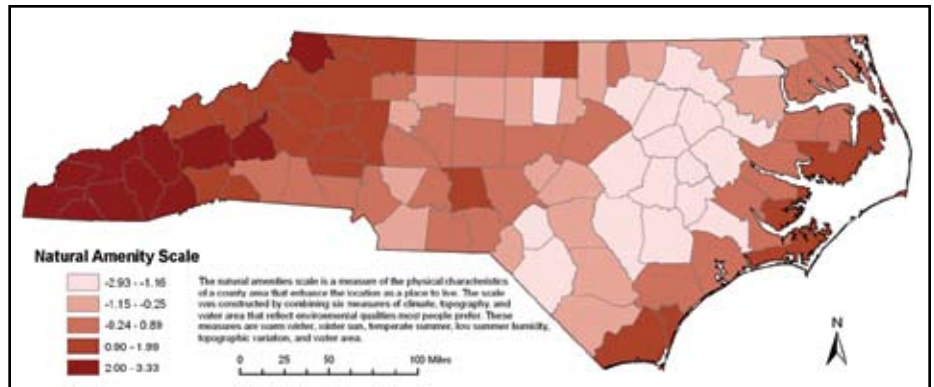 Natural Amenity Scale
-2.93 - -1.16
-1.15 - -0.25
-0.24 - 0.89
0.90 - 1.99
2.00 - 3.33
The natural amenities scale is a measure of the physical characteristics
of a county area that enhance the location as a place to live. The scale
was constructed by combining six measures of climate, topography, and
water area that reflect environmental qualities most people prefer. These
measures are warm winter, winter sun, temperate summer, low summer humidity,
topographic variation, and water area.
0 25 50 100 Miles
N